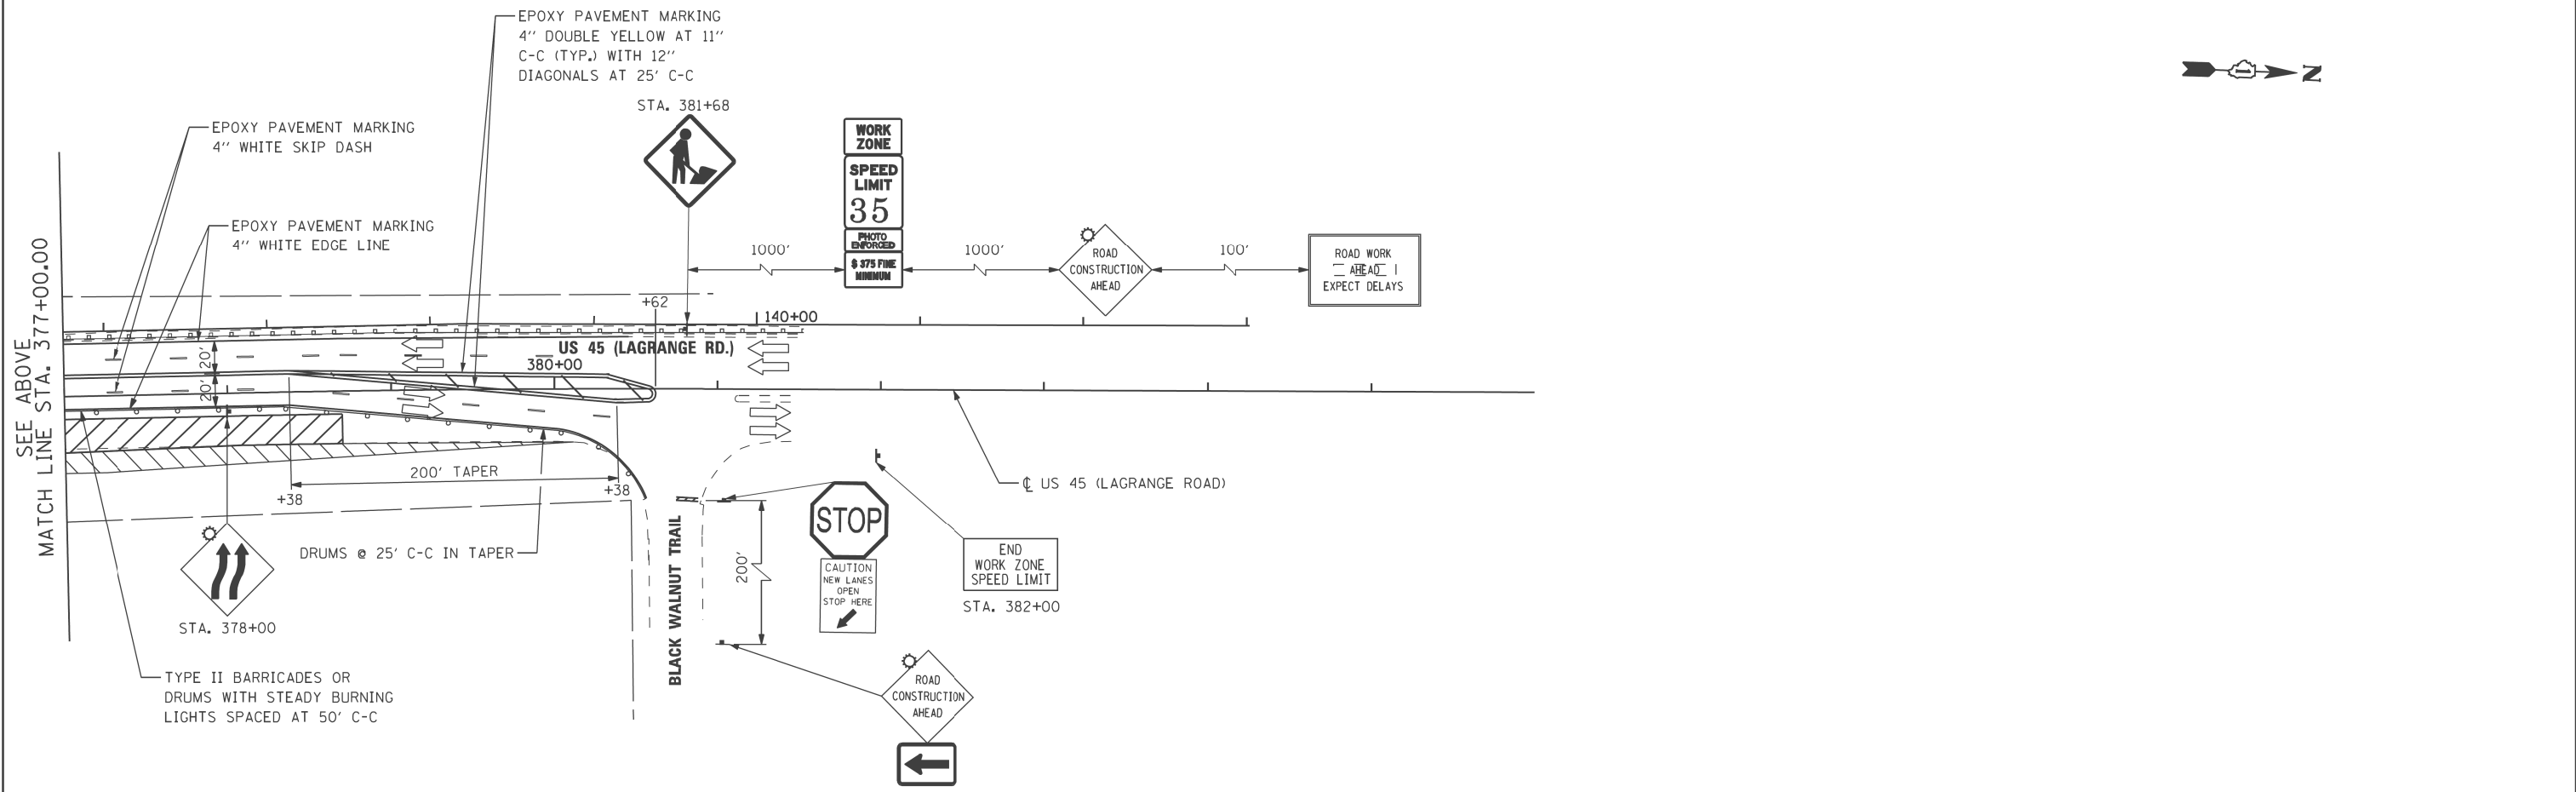 EPOXY PAVEMENT MARKING
4" DOUBLE YELLOW AT 11"
C-C (TYP.) WITH 12"
DIAGONALS AT 25' C-C
N
STA. 381+68
EPOXY PAVEMENT MARKING
4" WHITE SKIP DASH
WORK
ZONE
SPEED
LIMIT
35
PHOTO
ENFORCED
$ 375 FINE
MINIMUM
EPOXY PAVEMENT MARKING
4" WHITE EDGE LINE
1000'
1000'
ROAD
CONSTRUCTION
AHEAD
100'
ROAD WORK
AHEAD
EXPECT DELAYS
SEE ABOVE
MATCH LINE STA. 377+00.00
+62
140+00
US 45 (LAGRANGE RD.)
380+00
20'
20'
200' TAPER
+38
+38
℄ US 45 (LAGRANGE ROAD)
STOP
CAUTION
NEW LANES
OPEN
STOP HERE
DRUMS @ 25' C-C IN TAPER
BLACK WALNUT TRAIL
200'
END
WORK ZONE
SPEED LIMIT
STA. 382+00
STA. 378+00
TYPE II BARRICADES OR
DRUMS WITH STEADY BURNING
LIGHTS SPACED AT 50' C-C
ROAD
CONSTRUCTION
AHEAD